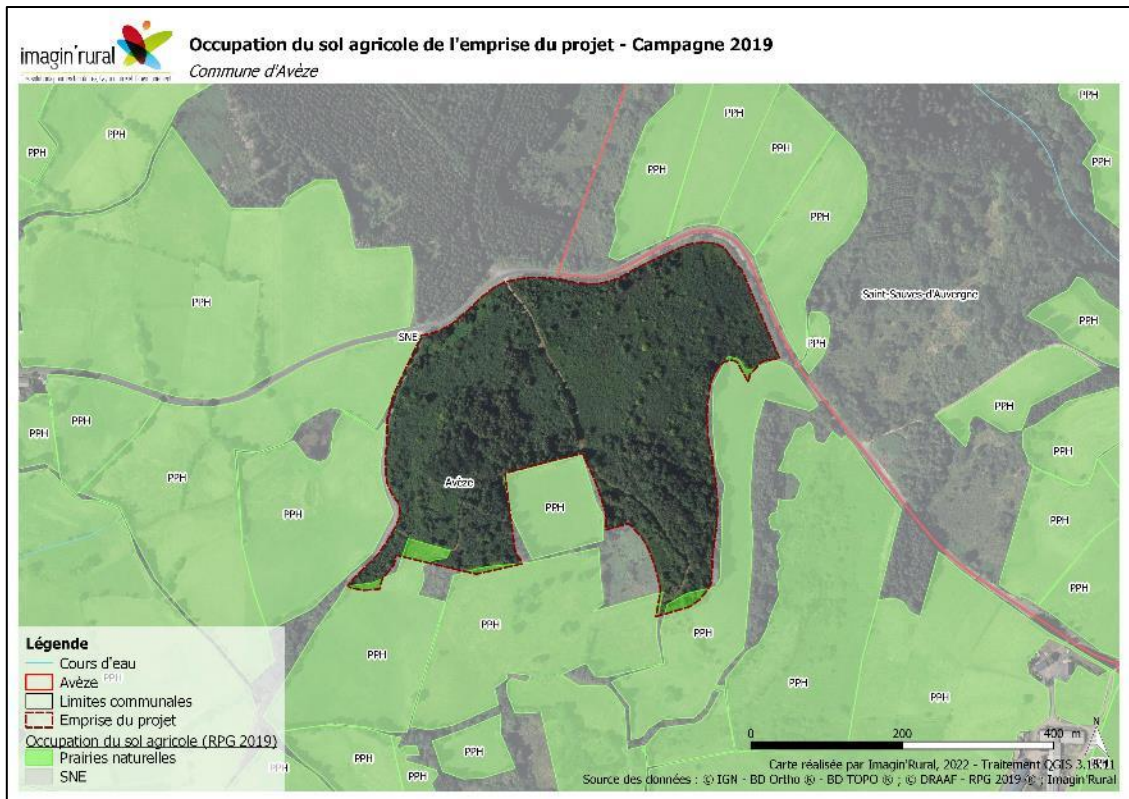 imagin'rural
Occupation du sol agricole de l'emprise du projet - Campagne 2019
Commune d'Avèze
PPH
PPH
PPH
PPH
PPH
PPH
PPH
PPH
PPH
PPH
Saint-Sauves-d'Auvergne
PPH
SNE
PPH
PPH
PPH
PPH
PPH
PPH
PPH
Avèze
PPH
PPH
PPH
PPH
PPH
PPH
PPH
PPH
PPH
PPH
PPH
PPH
PPH
Légende
Cours d'eau
Avèze
Limites communales
Emprise du projet
Occupation du sol agricole (RPG 2019)
Prairies naturelles
SNE
0 200 400 m
N
Carte réalisée par Imagin'Rural, 2022 - Traitement QGIS
Source des données : © IGN - BD Ortho ® - BD TOPO ® ; © DRAAF - RPG 2019 ® ; Imagin'Rural